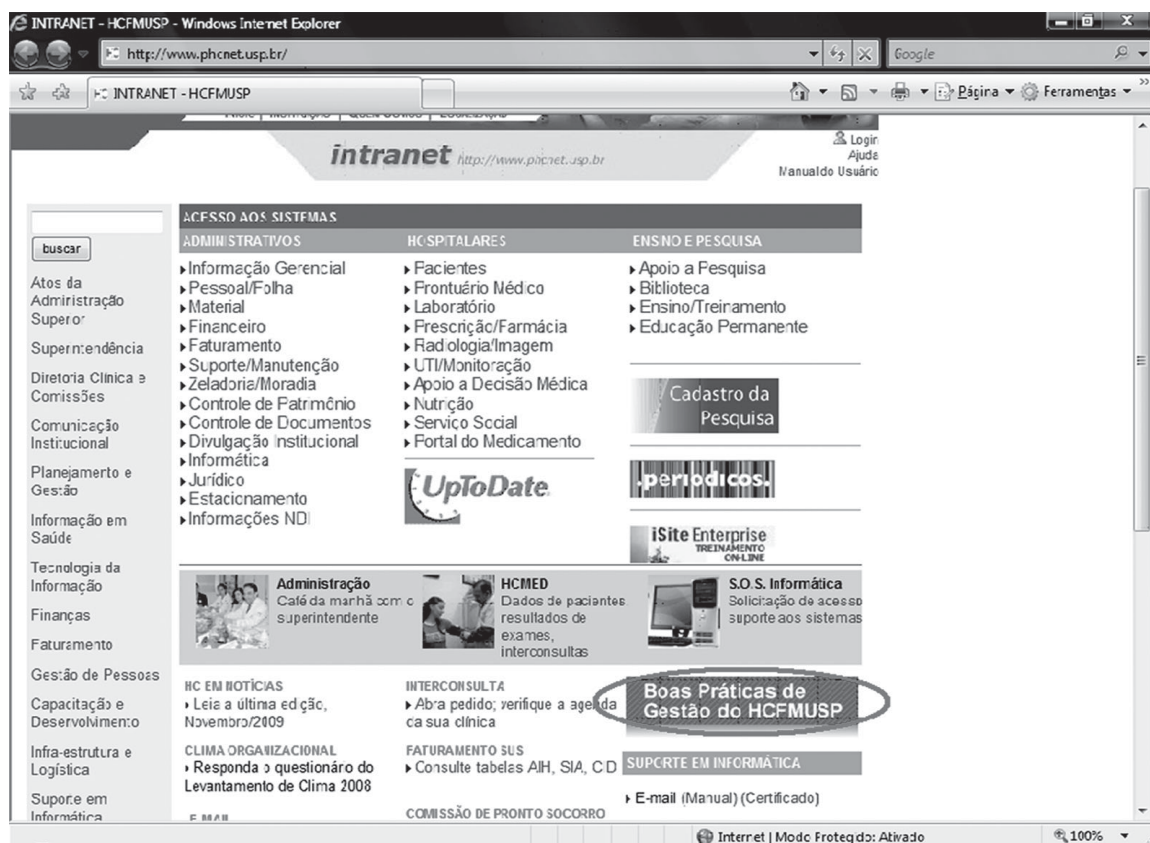 INTRANET - HCFMUSP - Windows Internet Explorer
http://www.phcnet.usp.br/
Google
INTRANET - HCFMUSP
Página
Ferramentas
intranet http://www.phcnet.usp.br
Login
Ajuda
Manual do Usuário
buscar
Atos da
Administração
Superior
Superintendência
Diretoria Clínica e
Comissões
Comunicação
Institucional
Planejamento e
Gestão
Informação em
Saúde
Tecnologia da
Informação
Finanças
Faturamento
Gestão de Pessoas
Capacitação e
Desenvolvimento
Infra-estrutura e
Logística
Suporte em
Informática
ACESSO AOS SISTEMAS
ADMINISTRATIVOS
Informação Gerencial
Pessoal/Folha
Material
Financeiro
Faturamento
Suporte/Manutenção
Zeladoria/Moradia
Controle de Patrimônio
Controle de Documentos
Divulgação Institucional
Informática
Jurídico
Estacionamento
Informações NDI
HOSPITALARES
Pacientes
Prontuário Médico
Laboratório
Prescrição/Farmácia
Radiologia/Imagem
UTI/Monitoração
Apoio a Decisão Médica
Nutrição
Serviço Social
Portal do Medicamento
UpToDate
ENSINO E PESQUISA
Apoio a Pesquisa
Biblioteca
Ensino/Treinamento
Educação Permanente
Cadastro da
Pesquisa
.periodicos.
iSite Enterprise
TREINAMENTO
ON-LINE
Administração
Café da manhã com o
superintendente
HCMED
Dados de pacientes
resultados de
exames,
interconsultas
S.O.S. Informática
Solicitação de acesso
suporte aos sistemas
HC EM NOTÍCIAS
Leia a última edição,
Novembro/2009
CLIMA ORGANIZACIONAL
Responda o questionário do
Levantamento de Clima 2008
E-MAIL
INTERCONSULTA
Abra pedido; verifique a agenda
da sua clínica
FATURAMENTO SUS
Consulte tabelas AIH, SIA, CID
COMISSÃO DE PRONTO SOCORRO
Boas Práticas de
Gestão do HCFMUSP
SUPORTE EM INFORMÁTICA
E-mail (Manual) (Certificado)
Internet | Modo Protegido: Ativado
100%